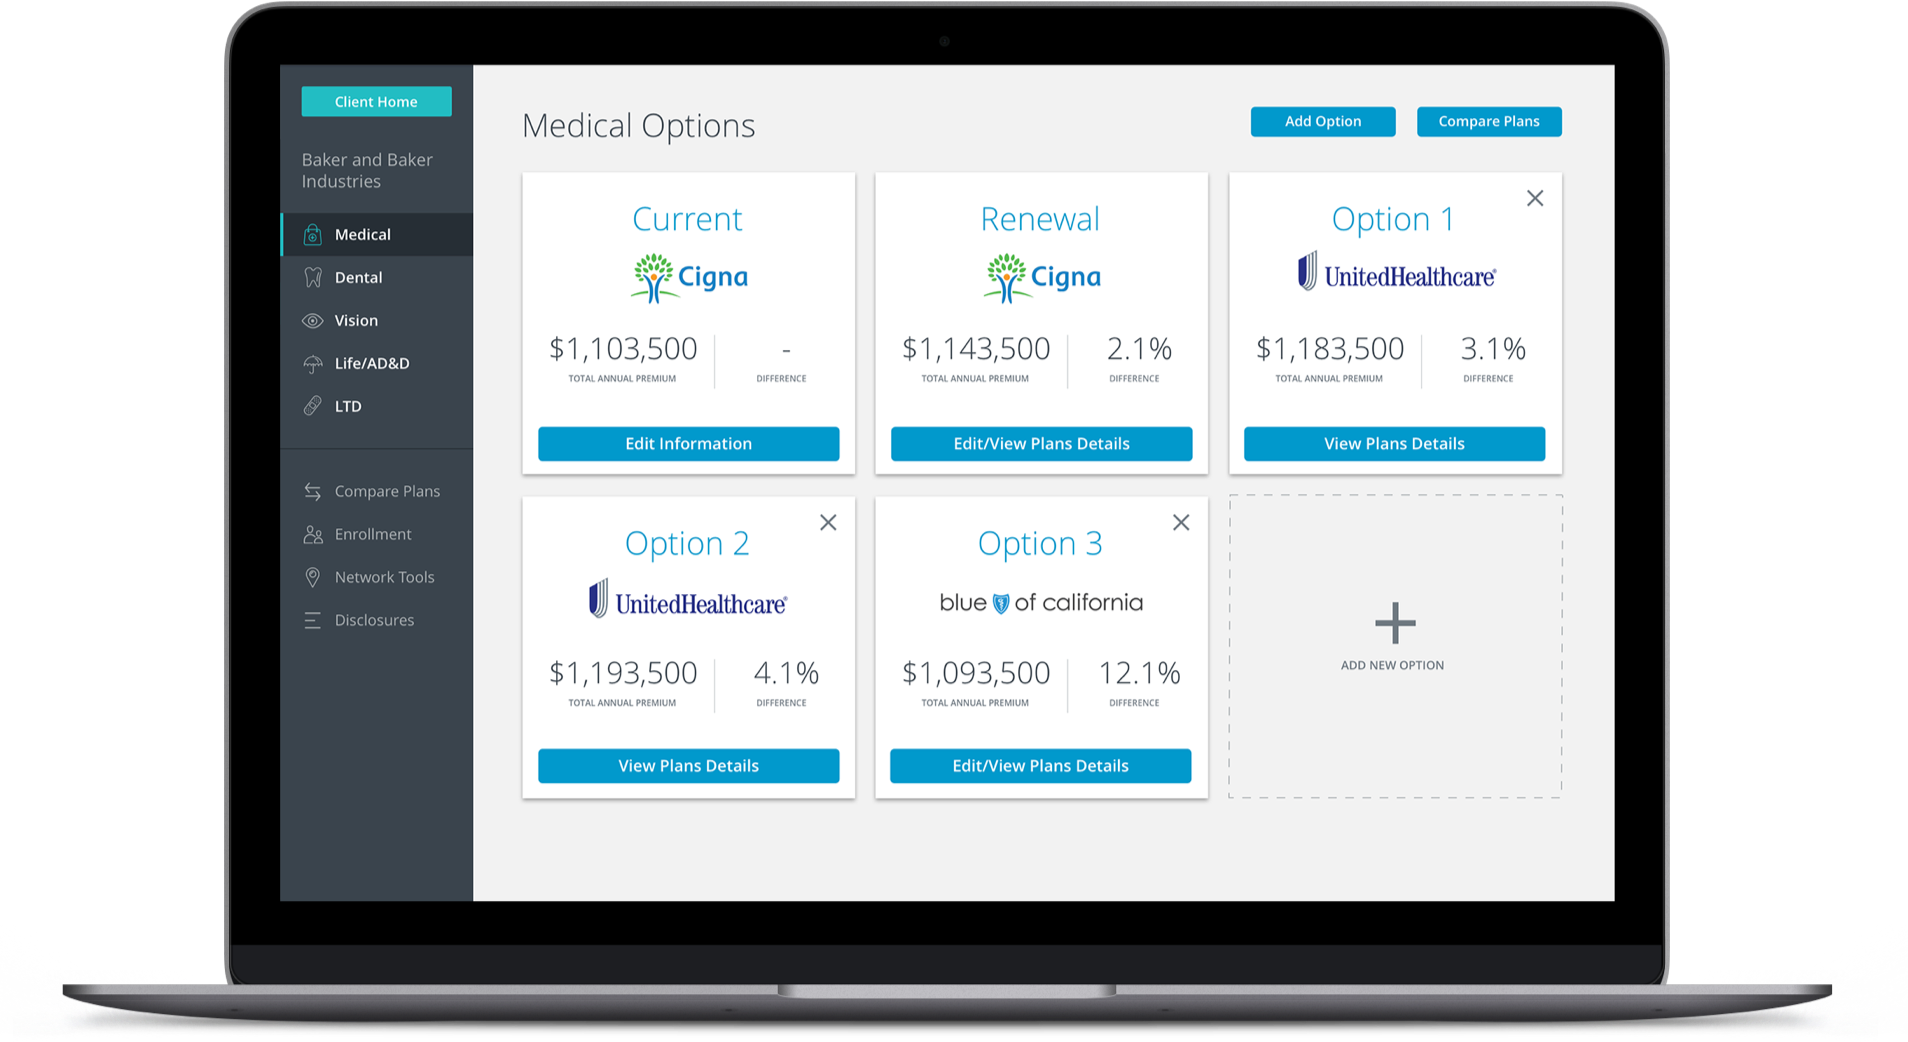 Client Home
Baker and Baker
Industries
Medical
Dental
Vision
Life/AD&D
LTD
Compare Plans
Enrollment
Network Tools
Disclosures
Medical Options
Add Option
Compare Plans
Current
Cigna
$1,103,500
-
TOTAL ANNUAL PREMIUM
DIFFERENCE
Edit Information
Renewal
Cigna
$1,143,500
2.1%
TOTAL ANNUAL PREMIUM
DIFFERENCE
Edit/View Plans Details
Option 1
UnitedHealthcare®
$1,183,500
3.1%
TOTAL ANNUAL PREMIUM
DIFFERENCE
View Plans Details
Option 2
UnitedHealthcare®
$1,193,500
4.1%
TOTAL ANNUAL PREMIUM
DIFFERENCE
View Plans Details
Option 3
blue of california
$1,093,500
12.1%
TOTAL ANNUAL PREMIUM
DIFFERENCE
Edit/View Plans Details
ADD NEW OPTION